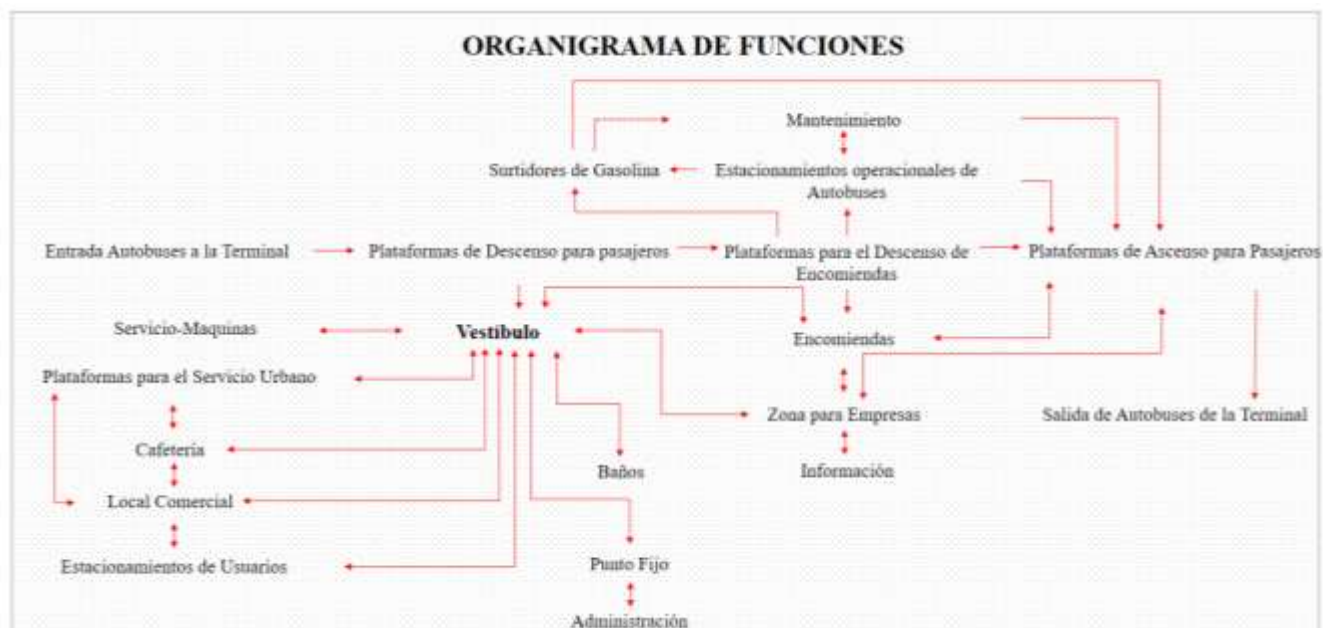 ORGANIGRAMA DE FUNCIONES
Mantenimiento
Surtidores de Gasolina
Estacionamientos operacionales de
Autobuses
Entrada Autobuses a la Terminal
Plataformas de Descenso para pasajeros
Plataformas para el Descenso de
Encomiendas
Plataformas de Ascenso para Pasajeros
Servicio-Maquinas
Vestíbulo
Encomiendas
Plataformas para el Servicio Urbano
Zona para Empresas
Salida de Autobuses de la Terminal
Cafetería
Baños
Información
Local Comercial
Estacionamientos de Usuarios
Punto Fijo
Administración